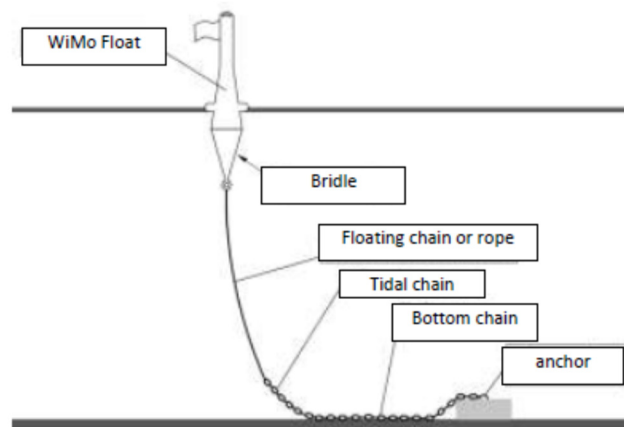 WiMo Float
Bridle
Floating chain or rope
Tidal chain
Bottom chain
anchor